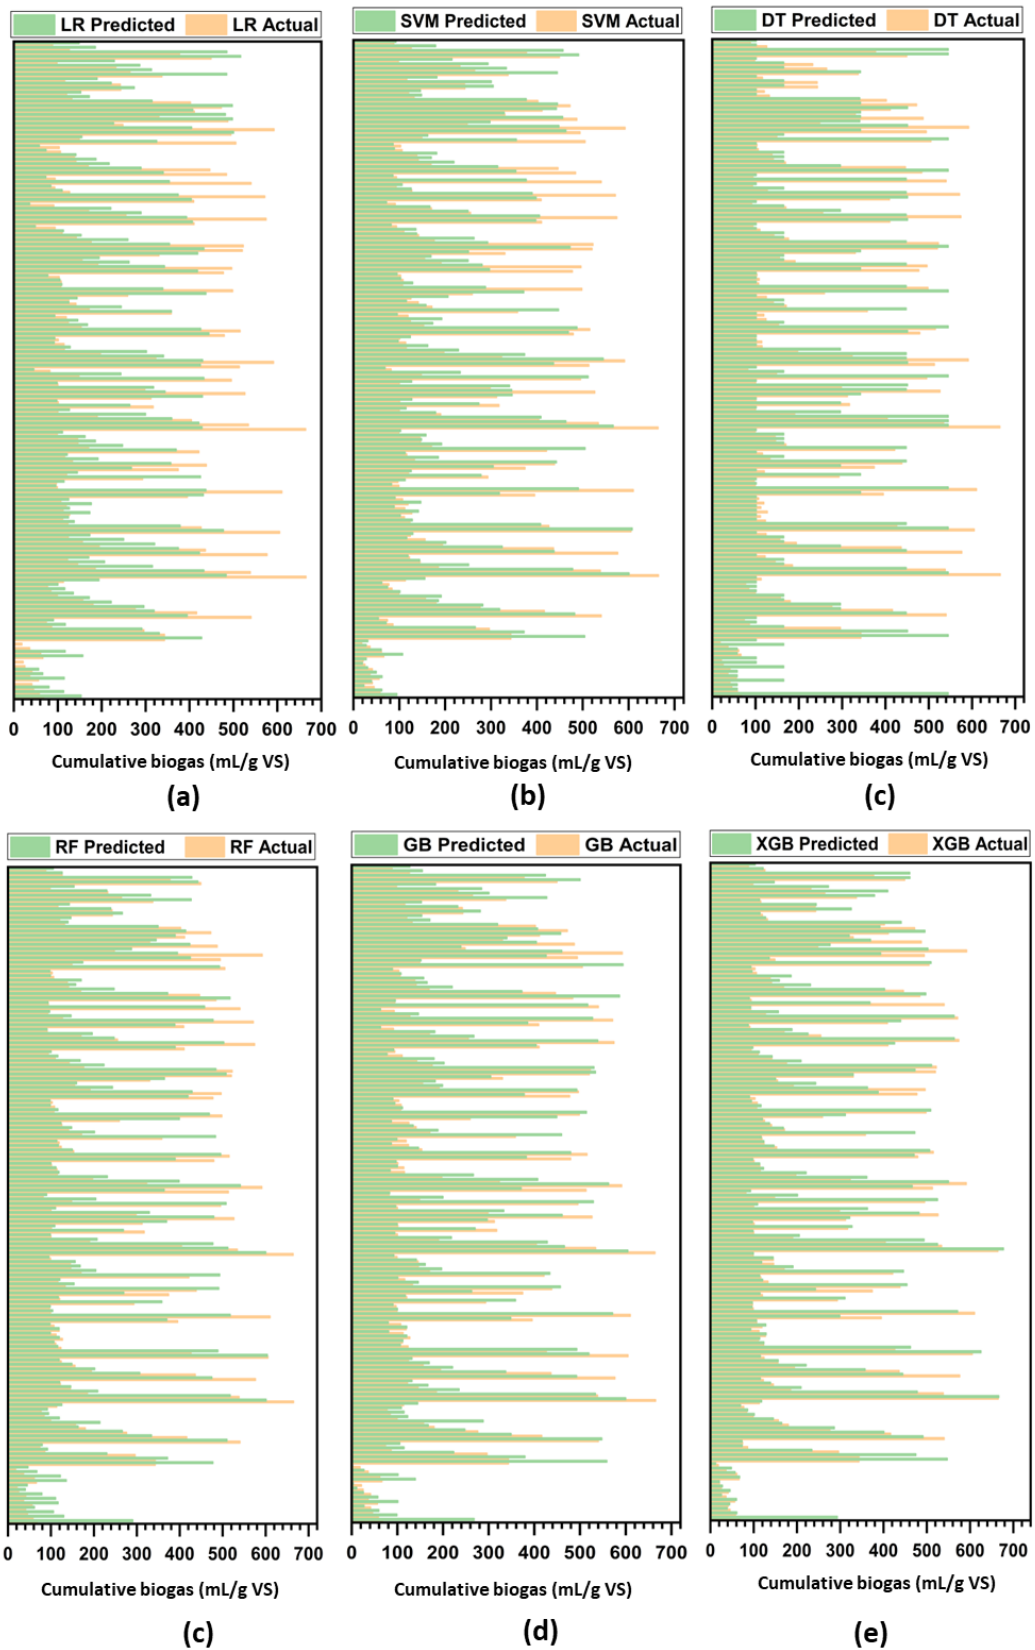 LR Predicted LR Actual
SVM Predicted SVM Actual
DT Predicted DT Actual
0 100 200 300 400 500 600 700
0 100 200 300 400 500 600 700
0 100 200 300 400 500 600 700
Cumulative biogas (mL/g VS)
Cumulative biogas (mL/g VS)
Cumulative biogas (mL/g VS)
(a)
(b)
(c)
RF Predicted RF Actual
GB Predicted GB Actual
XGB Predicted XGB Actual
0 100 200 300 400 500 600 700
0 100 200 300 400 500 600 700
0 100 200 300 400 500 600 700
Cumulative biogas (mL/g VS)
Cumulative biogas (mL/g VS)
Cumulative biogas (mL/g VS)
(c)
(d)
(e)